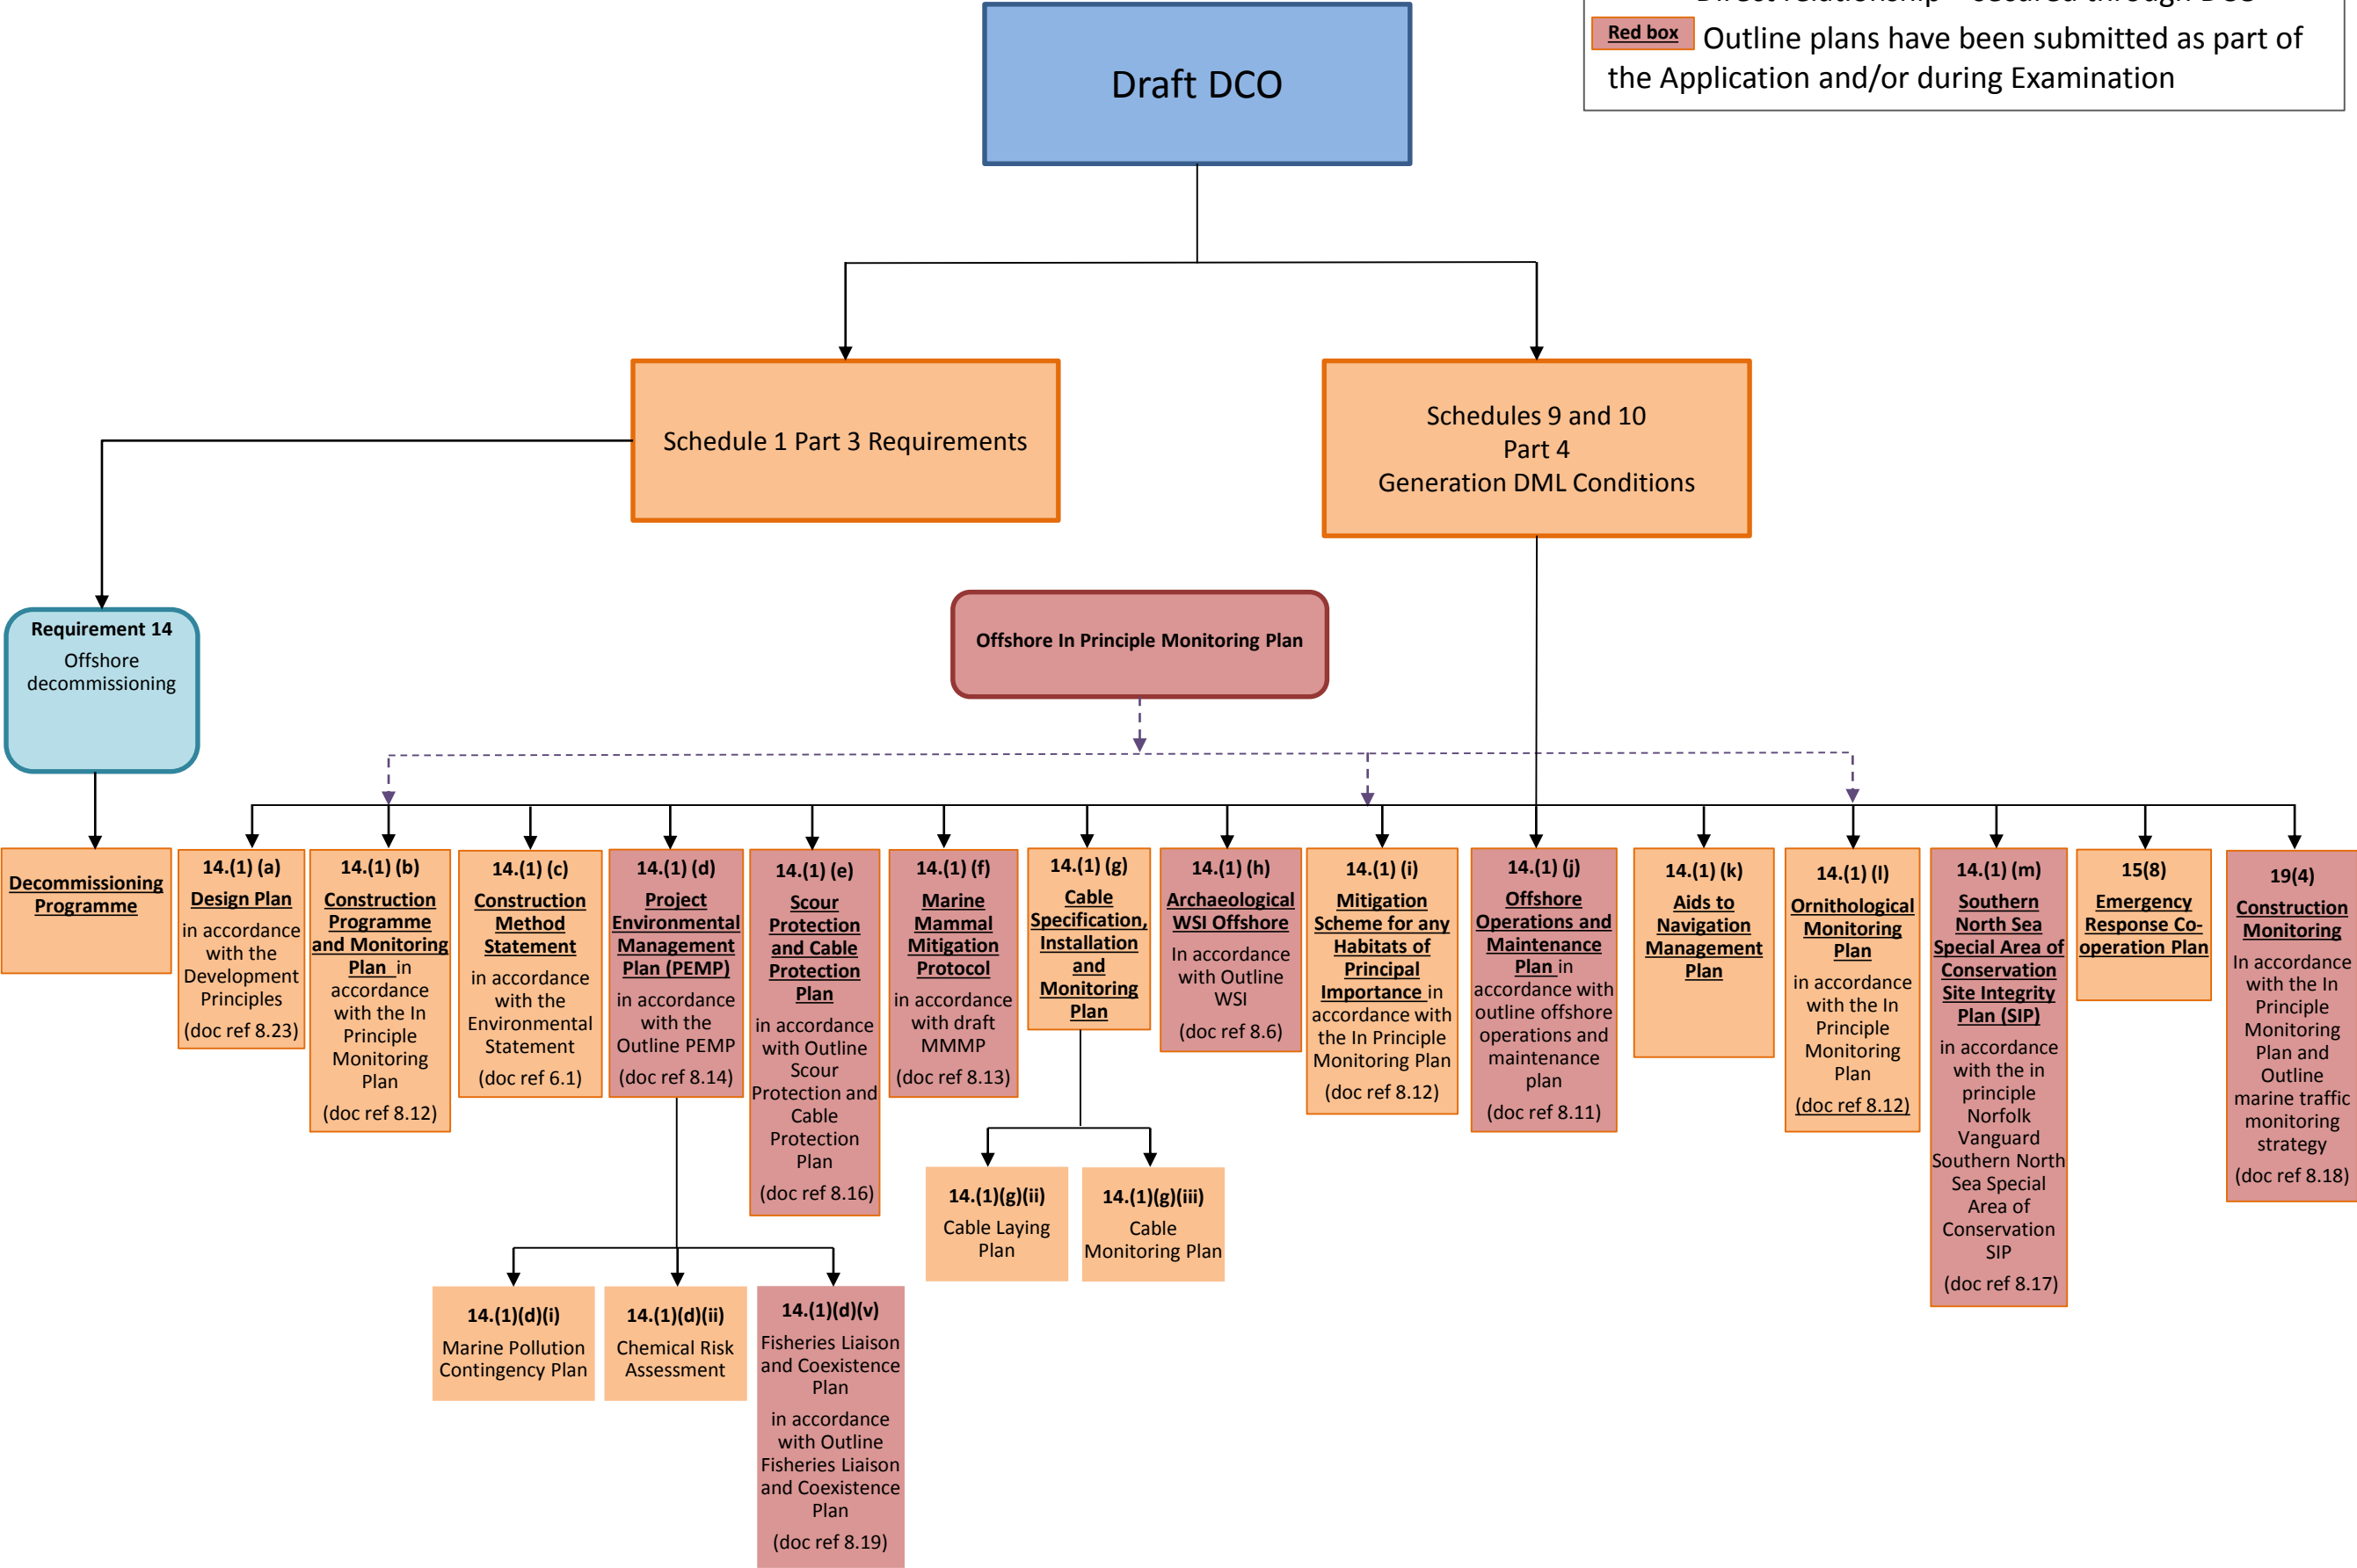 Direct relationship – secured through DCO
Red box Outline plans have been submitted as part of
the Application and/or during Examination
Draft DCO
Schedule 1 Part 3 Requirements
Schedules 9 and 10
Part 4
Generation DML Conditions
Requirement 14
Offshore
decommissioning
Offshore In Principle Monitoring Plan
Decommissioning
Programme
14.(1) (a)
Design Plan
in accordance
with the
Development
Principles
(doc ref 8.23)
14.(1) (b)
Construction
Programme
and Monitoring
Plan in
accordance
with the In
Principle
Monitoring
Plan
(doc ref 8.12)
14.(1) (c)
Construction
Method
Statement
in accordance
with the
Environmental
Statement
(doc ref 6.1)
14.(1) (d)
Project
Environmental
Management
Plan (PEMP)
in accordance
with the
Outline PEMP
(doc ref 8.14)
14.(1) (e)
Scour
Protection
and Cable
Protection
Plan
in accordance
with Outline
Scour
Protection and
Cable
Protection
Plan
(doc ref 8.16)
14.(1) (f)
Marine
Mammal
Mitigation
Protocol
in accordance
with draft
MMMP
(doc ref 8.13)
14.(1) (g)
Cable
Specification,
Installation
and
Monitoring
Plan
14.(1) (h)
Archaeological
WSI Offshore
In accordance
with Outline
WSI
(doc ref 8.6)
14.(1) (i)
Mitigation
Scheme for any
Habitats of
Principal
Importance in
accordance with
the In Principle
Monitoring Plan
(doc ref 8.12)
14.(1) (j)
Offshore
Operations and
Maintenance
Plan in
accordance with
outline offshore
operations and
maintenance
plan
(doc ref 8.11)
14.(1) (k)
Aids to
Navigation
Management
Plan
14.(1) (l)
Ornithological
Monitoring
Plan
in accordance
with the In
Principle
Monitoring
Plan
(doc ref 8.12)
14.(1) (m)
Southern
North Sea
Special Area of
Conservation
Site Integrity
Plan (SIP)
in accordance
with the in
principle
Norfolk
Vanguard
Southern North
Sea Special
Area of
Conservation
SIP
(doc ref 8.17)
15(8)
Emergency
Response Co-
operation Plan
19(4)
Construction
Monitoring
In accordance
with the In
Principle
Monitoring
Plan and
Outline
marine traffic
monitoring
strategy
(doc ref 8.18)
14.(1)(g)(ii)
Cable Laying
Plan
14.(1)(g)(iii)
Cable
Monitoring Plan
14.(1)(d)(i)
Marine Pollution
Contingency Plan
14.(1)(d)(ii)
Chemical Risk
Assessment
14.(1)(d)(v)
Fisheries Liaison
and Coexistence
Plan
in accordance
with Outline
Fisheries Liaison
and Coexistence
Plan
(doc ref 8.19)